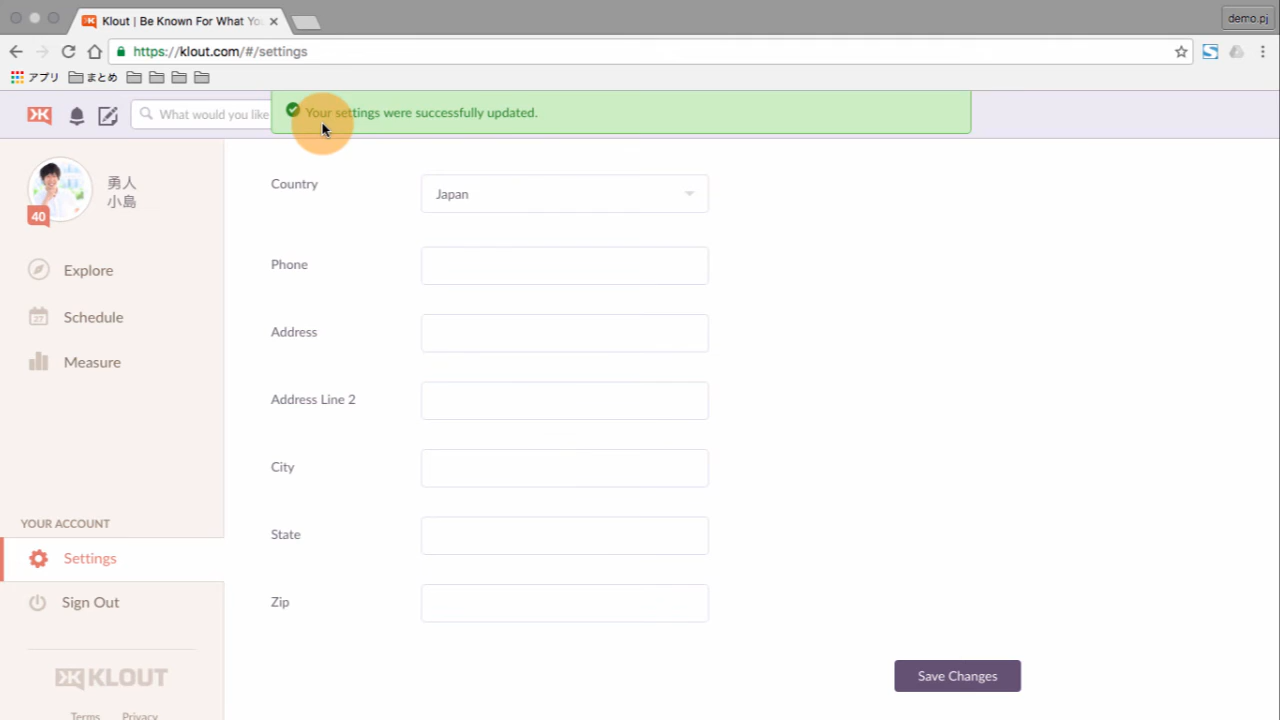 Klout | Be Known For What Yo
demo.pj
https://klout.com/#/settings
アプリ まとめ
What would you like
Your settings were successfully updated.
勇人
小島
40
Explore
27
Schedule
Measure
YOUR ACCOUNT
Settings
Sign Out
KLOUT
Terms Privacy
Country
Japan
Phone
Address
Address Line 2
City
State
Zip
Save Changes